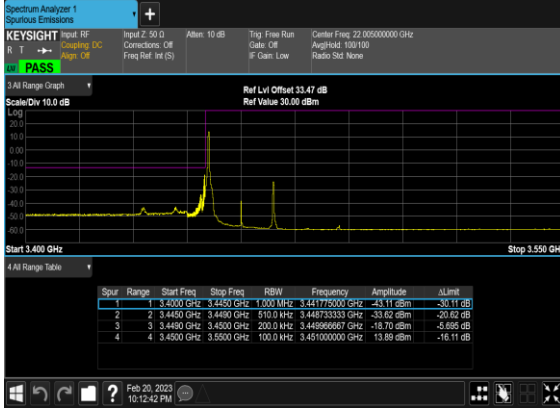 Spectrum Analyzer 1
Spurious Emissions
KEYSIGHT Input: RF Input Z: 50 Ω Atten: 10 dB Trig: Free Run Center Freq: 22.005000000 GHz
R T Coupling: DC Corrections: Off Gate: Off Avg|Hold: 100/100
Align: Off Freq Ref: Int (S) IF Gain: Low Radio Std: None
PASS
3 All Range Graph
Ref Lvl Offset 33.47 dB
Scale/Div 10.0 dB Ref Value 30.00 dBm
Log
20.0
10.0
0.00
-10.0
-20.0
-30.0
-40.0
-50.0
-60.0
Start 3.400 GHz Stop 3.550 GH
4 All Range Table
Spur Range Start Freq Stop Freq RBW Frequency Amplitude ΔLimit
1 1 3.4000 GHz 3.4450 GHz 1.000 MHz 3.441775000 GHz -43.11 dBm -30.11 dB
2 2 3.4450 GHz 3.4490 GHz 510.0 kHz 3.448733333 GHz -33.62 dBm -20.62 dB
3 3 3.4490 GHz 3.4500 GHz 200.0 kHz 3.449966667 GHz -18.70 dBm -5.695 dB
4 4 3.4500 GHz 3.5500 GHz 100.0 kHz 3.451000000 GHz 13.89 dBm -16.11 dB
Feb 20, 2023
10:12:42 PM